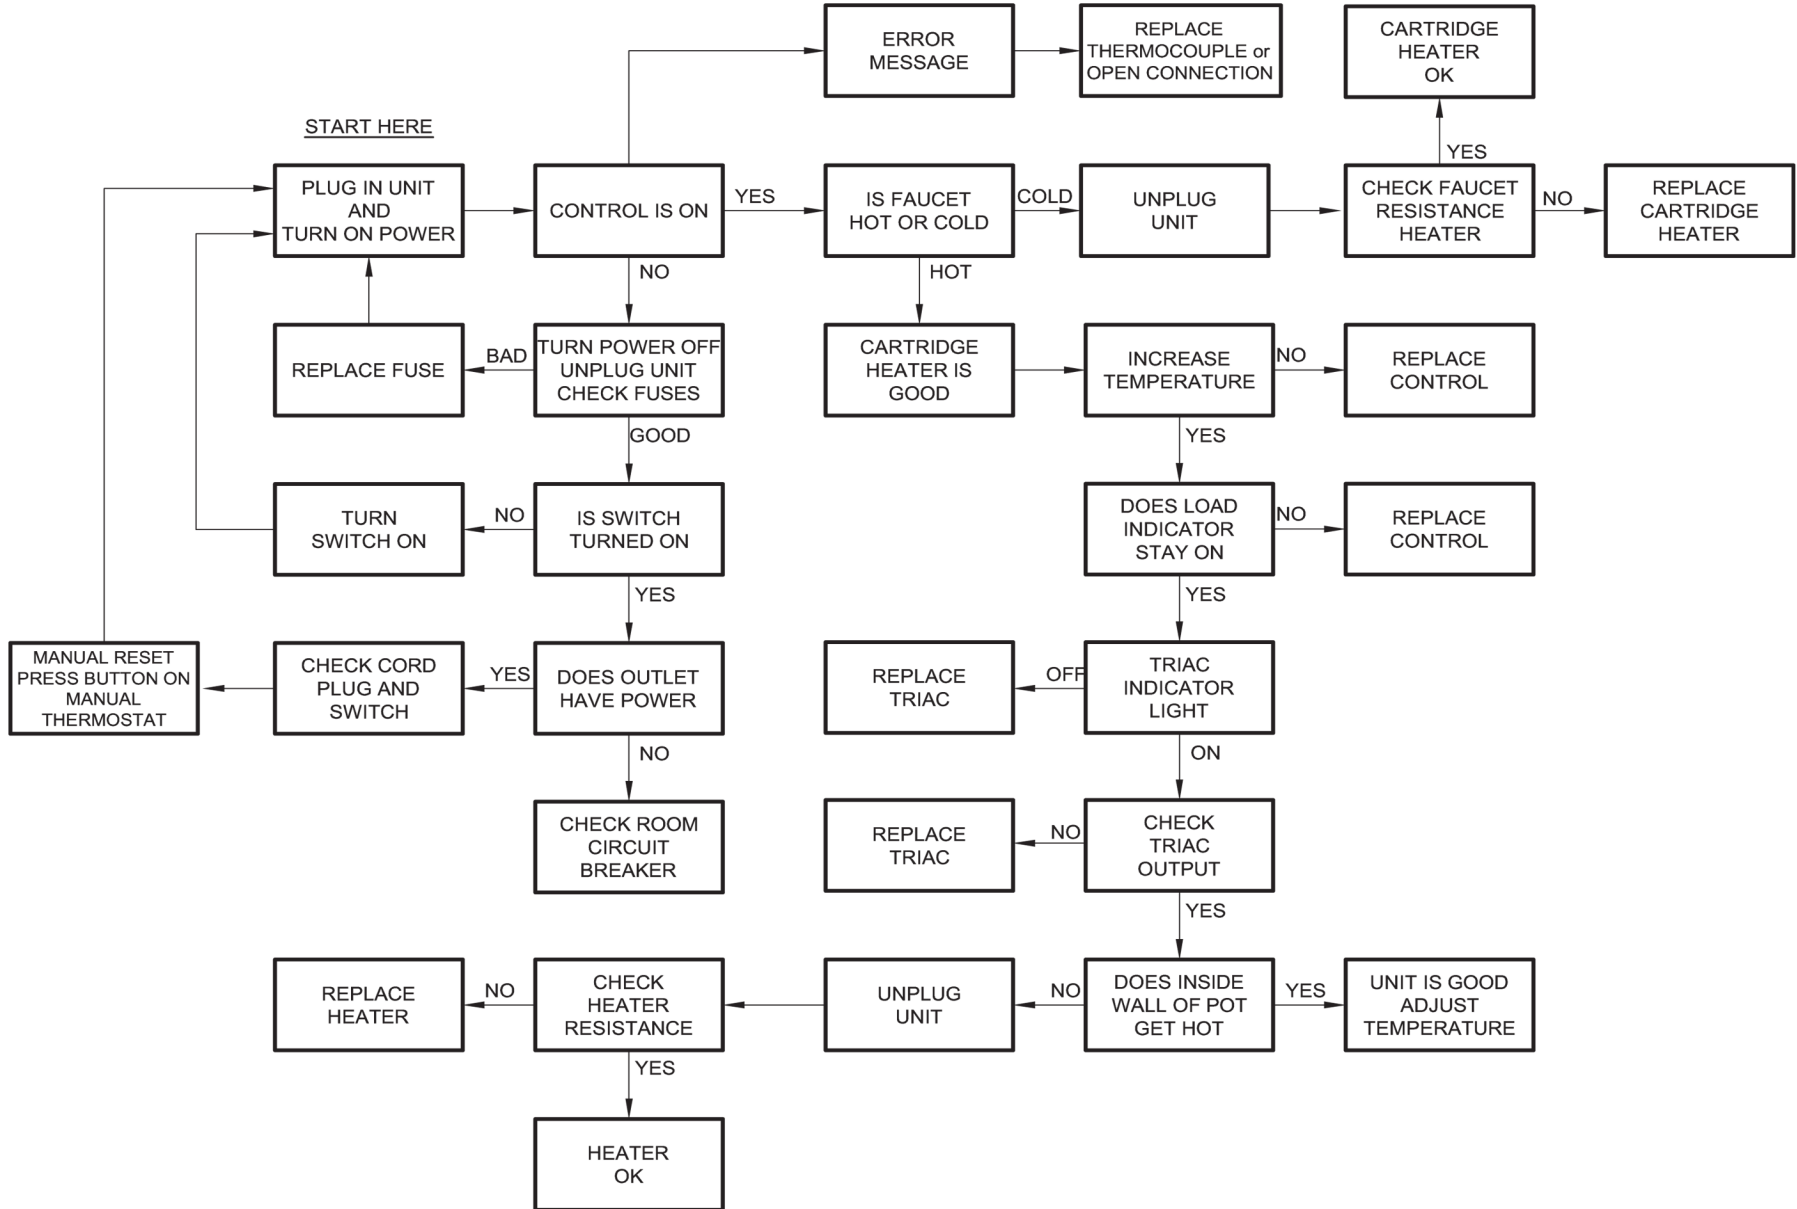 ERROR
MESSAGE
REPLACE
THERMOCOUPLE or
OPEN CONNECTION
CARTRIDGE
HEATER
OK
START HERE
YES
PLUG IN UNIT
AND
TURN ON POWER
CONTROL IS ON
YES
IS FAUCET
HOT OR COLD
COLD
UNPLUG
UNIT
CHECK FAUCET
RESISTANCE
HEATER
NO
REPLACE
CARTRIDGE
HEATER
NO
HOT
REPLACE FUSE
BAD
TURN POWER OFF
UNPLUG UNIT
CHECK FUSES
CARTRIDGE
HEATER IS
GOOD
INCREASE
TEMPERATURE
NO
REPLACE
CONTROL
GOOD
YES
TURN
SWITCH ON
NO
IS SWITCH
TURNED ON
DOES LOAD
INDICATOR
STAY ON
NO
REPLACE
CONTROL
YES
YES
MANUAL RESET
PRESS BUTTON ON
MANUAL
THERMOSTAT
CHECK CORD
PLUG AND
SWITCH
YES
DOES OUTLET
HAVE POWER
REPLACE
TRIAC
OFF
TRIAC
INDICATOR
LIGHT
NO
ON
CHECK ROOM
CIRCUIT
BREAKER
REPLACE
TRIAC
NO
CHECK
TRIAC
OUTPUT
YES
REPLACE
HEATER
NO
CHECK
HEATER
RESISTANCE
UNPLUG
UNIT
NO
DOES INSIDE
WALL OF POT
GET HOT
YES
UNIT IS GOOD
ADJUST
TEMPERATURE
YES
HEATER
OK